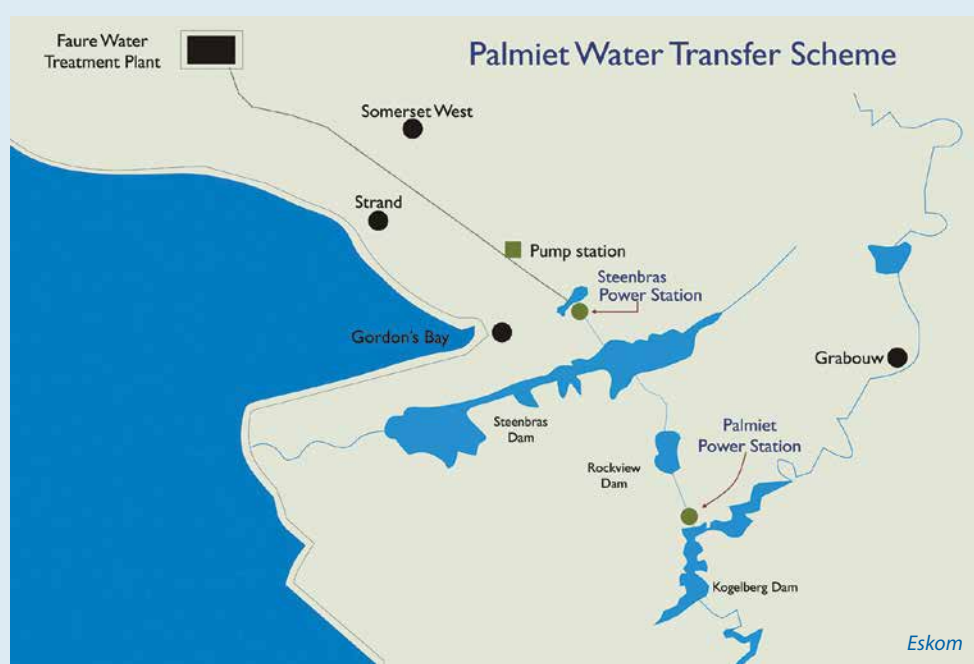 Faure Water
Treatment Plant
Palmiet Water Transfer Scheme
Somerset West
Strand
Pump station
Steenbras
Power Station
Gordon's Bay
Grabouw
Steenbras
Dam
Palmiet
Power Station
Rockview
Dam
Kogelberg Dam
Eskom